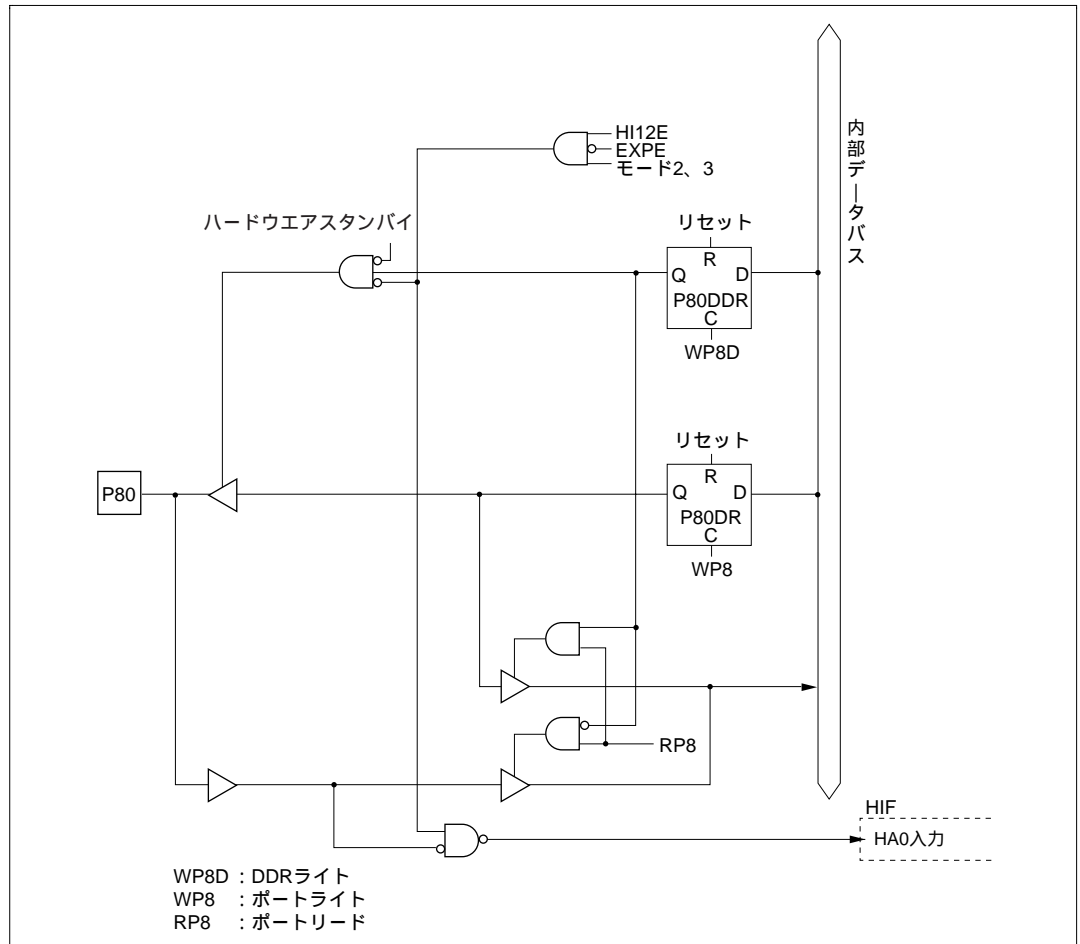 HI12E
EXPE
モード2、3
内部データバス
ハードウエアスタンバイ
リセット
R
Q D
P80DDR
C
WP8D
リセット
R
P80
Q D
P80DR
C
WP8
RP8
HIF
HA0入力
WP8D :DDRライト
WP8 :ポートライト
RP8 :ポートリード